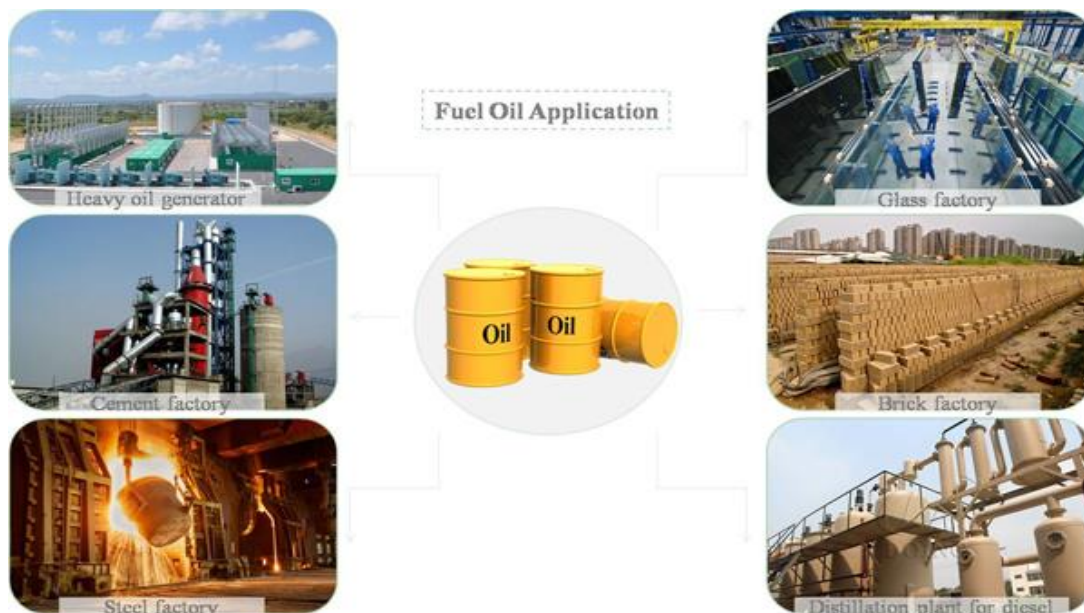 Fuel Oil Application
Heavy oil generator
Glass factory
Oil
Oil
Cement factory
Brick factory
Steel factory
Distillation plant for diesel